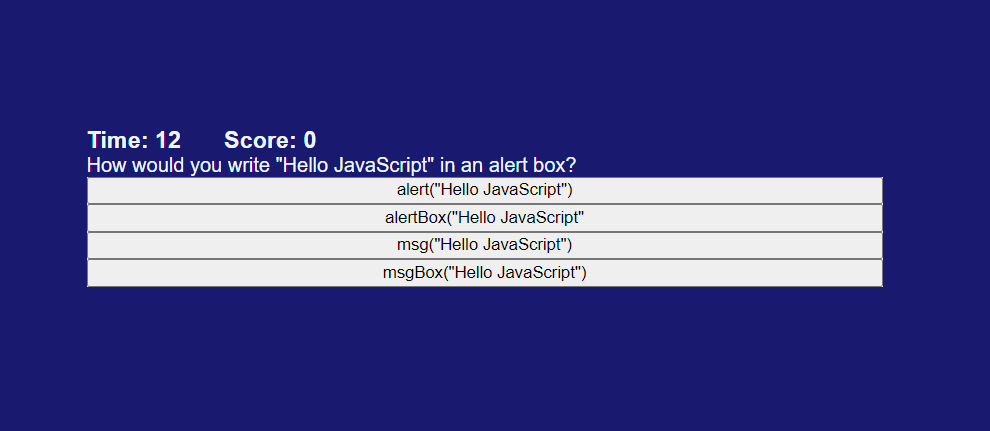 Time: 12 Score: 0
How would you write "Hello JavaScript" in an alert box?
alert("Hello JavaScript")
alertBox("Hello JavaScript"
msg("Hello JavaScript")
msgBox("Hello JavaScript")